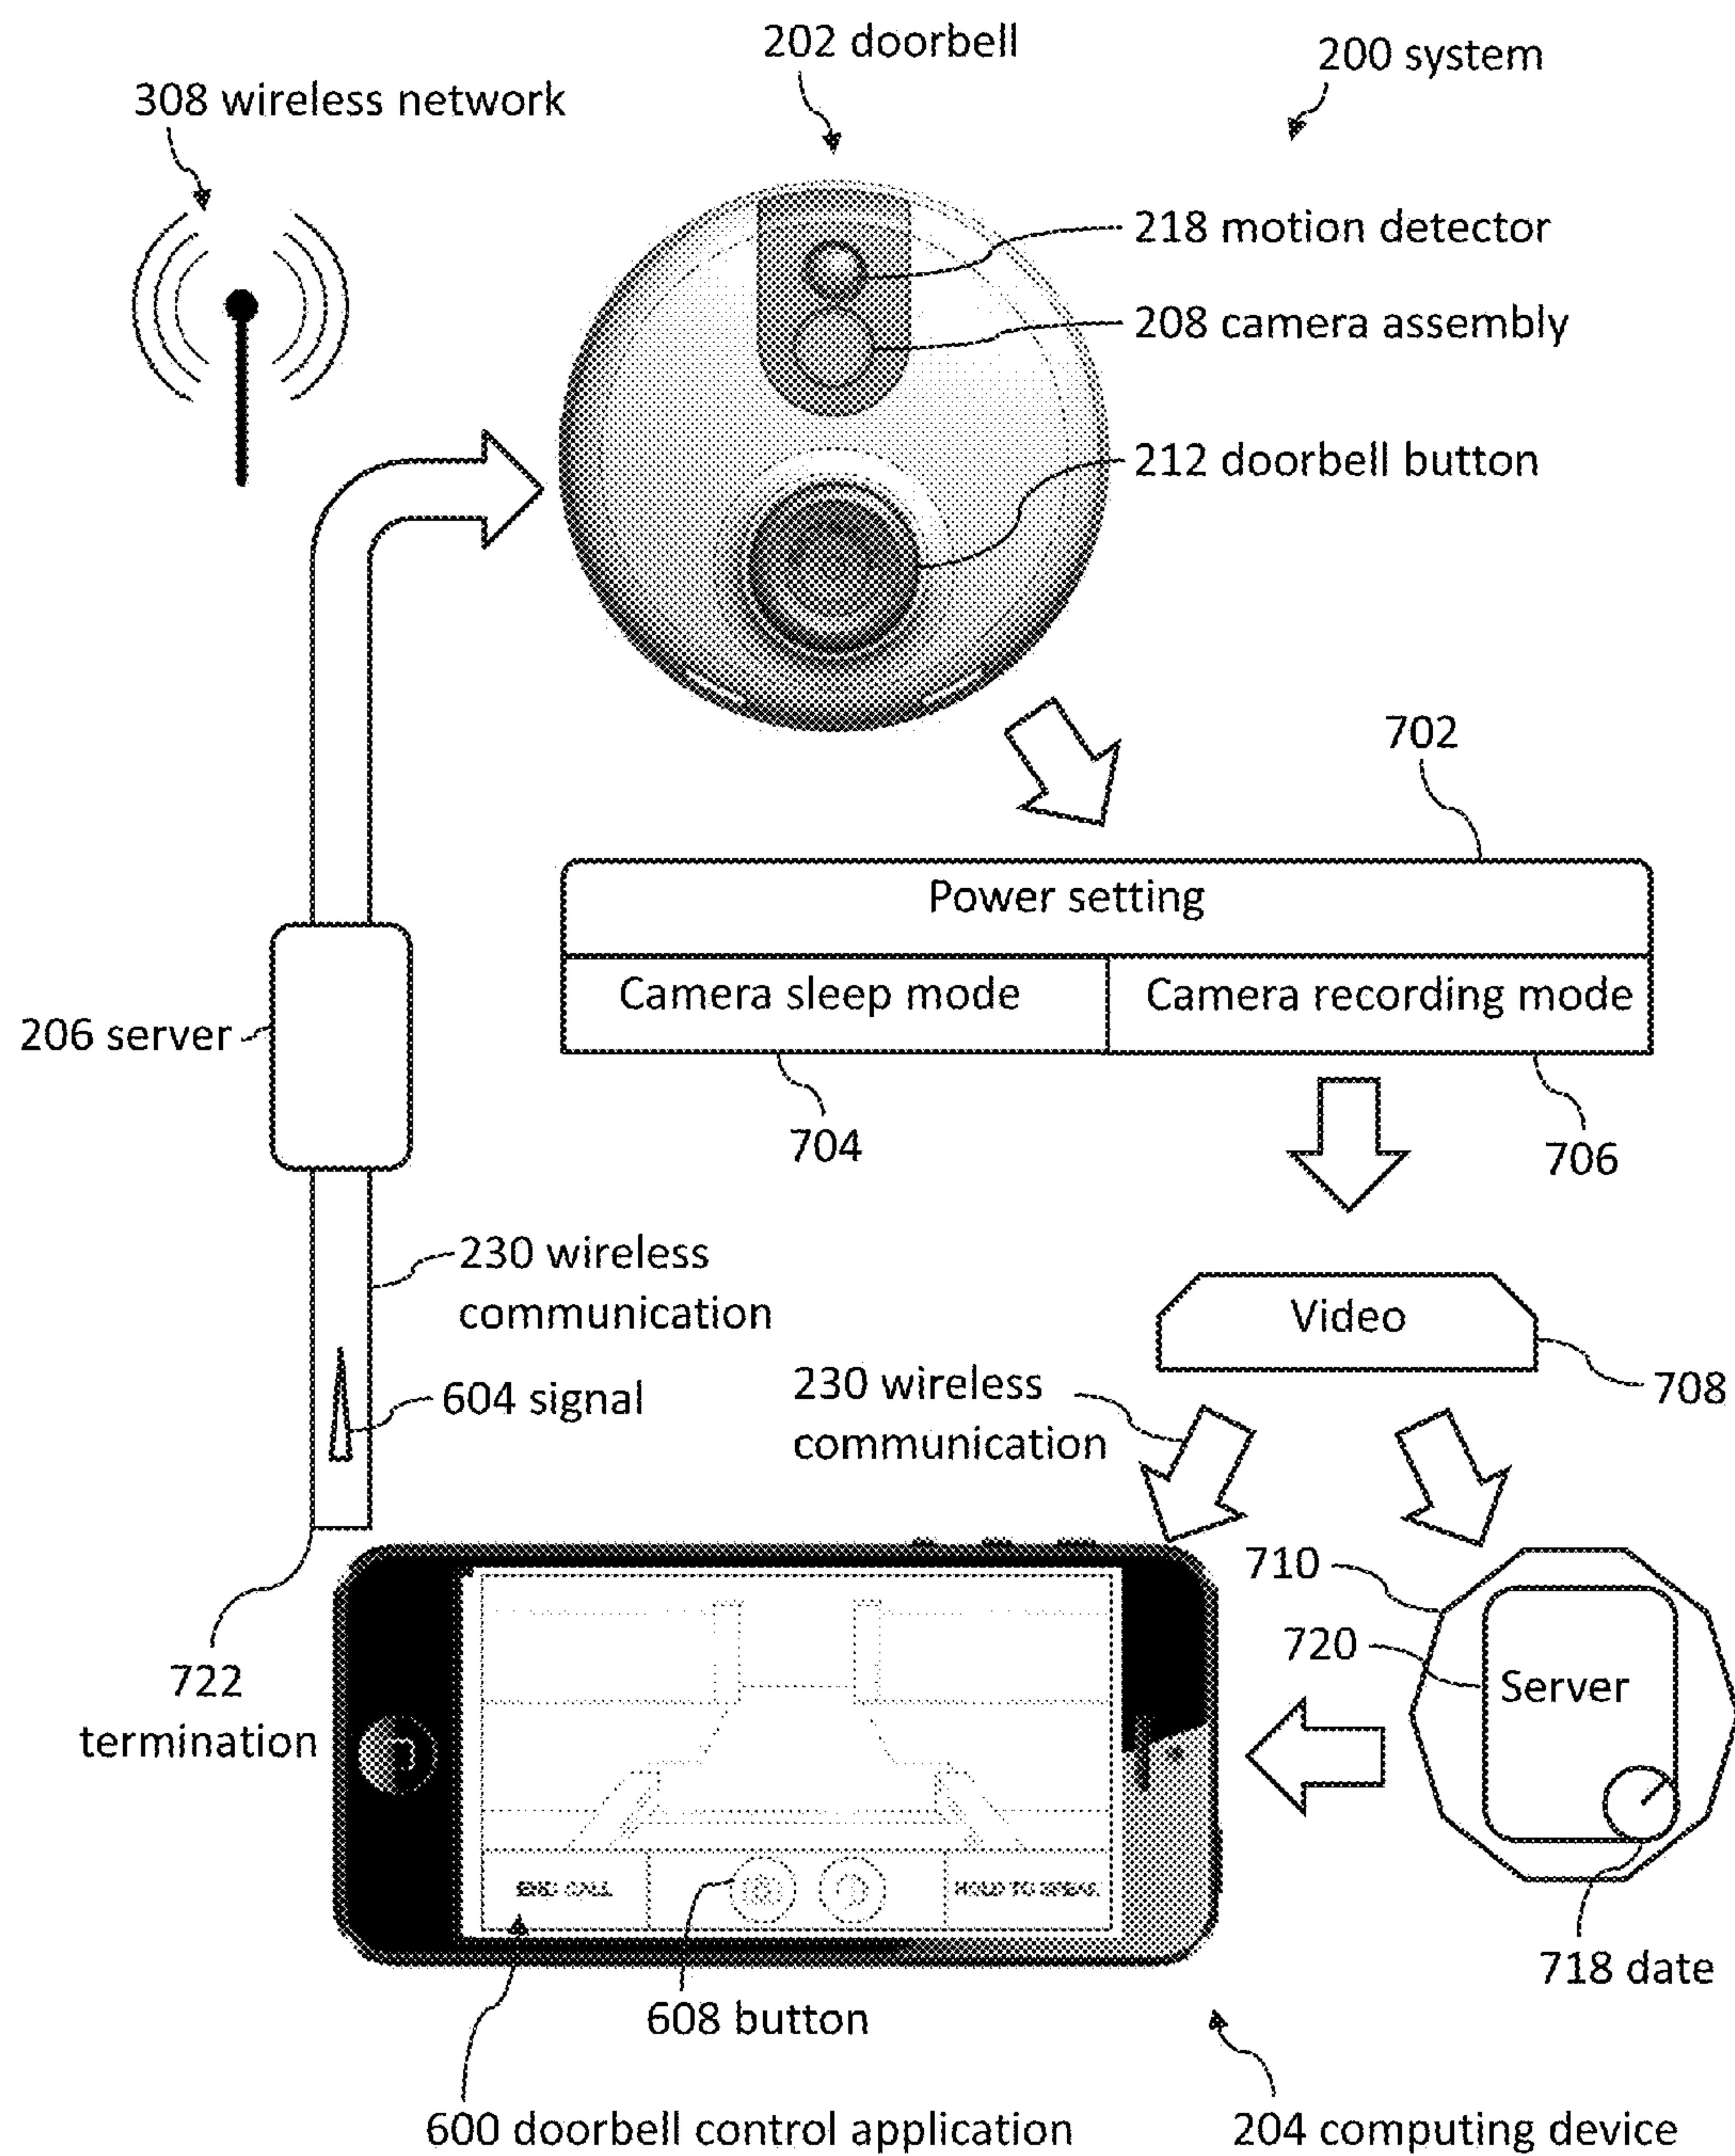 202 doorbell
200 system
308 wireless network
218 motion detector
208 camera assembly
212 doorbell button
702
Power setting
Camera sleep mode
Camera recording mode
206 server
704
706
230 wireless
communication
Video
708
230 wireless
communication
604 signal
710
720
Server
722
termination
END CALL
HOLD TO SPEAK
718 date
608 button
600 doorbell control application
204 computing device